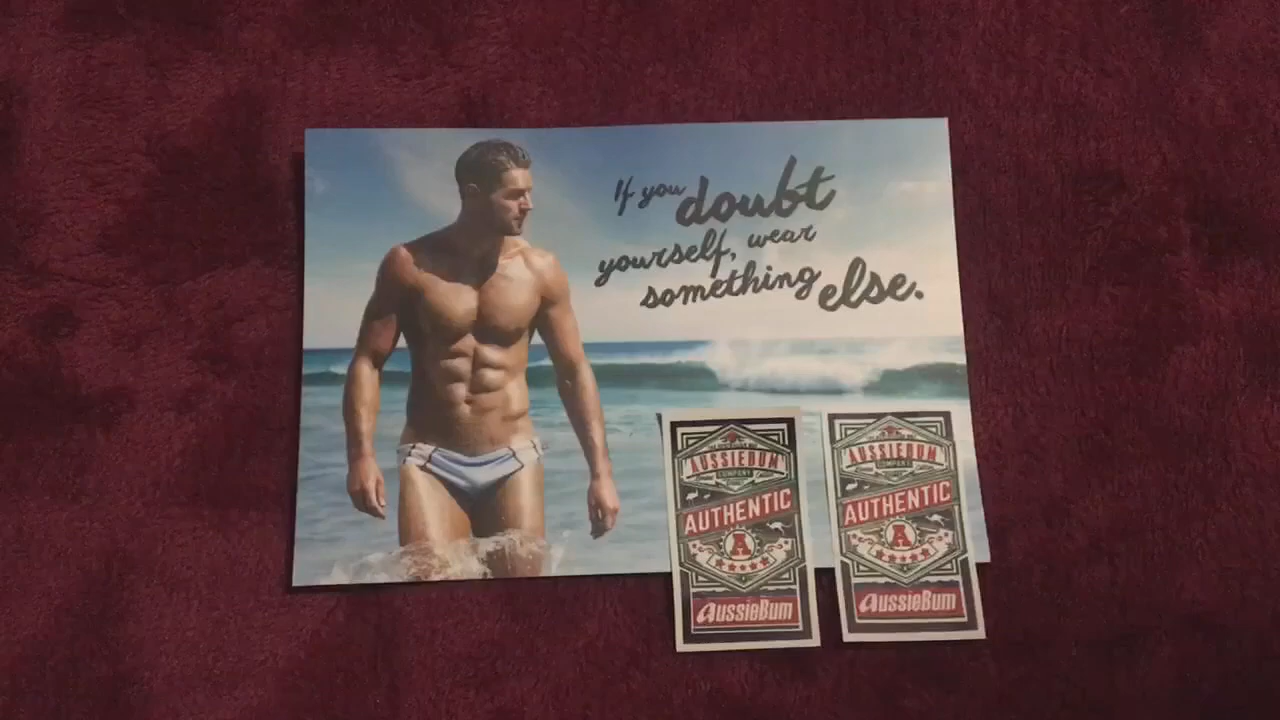 If you doubt
yourself, wear
something else.
AUSSIEBUM
COMPANY
AUTHENTIC
A
aussieBum
AUSSIEBUM
COMPANY
AUTHENTIC
A
aussieBum